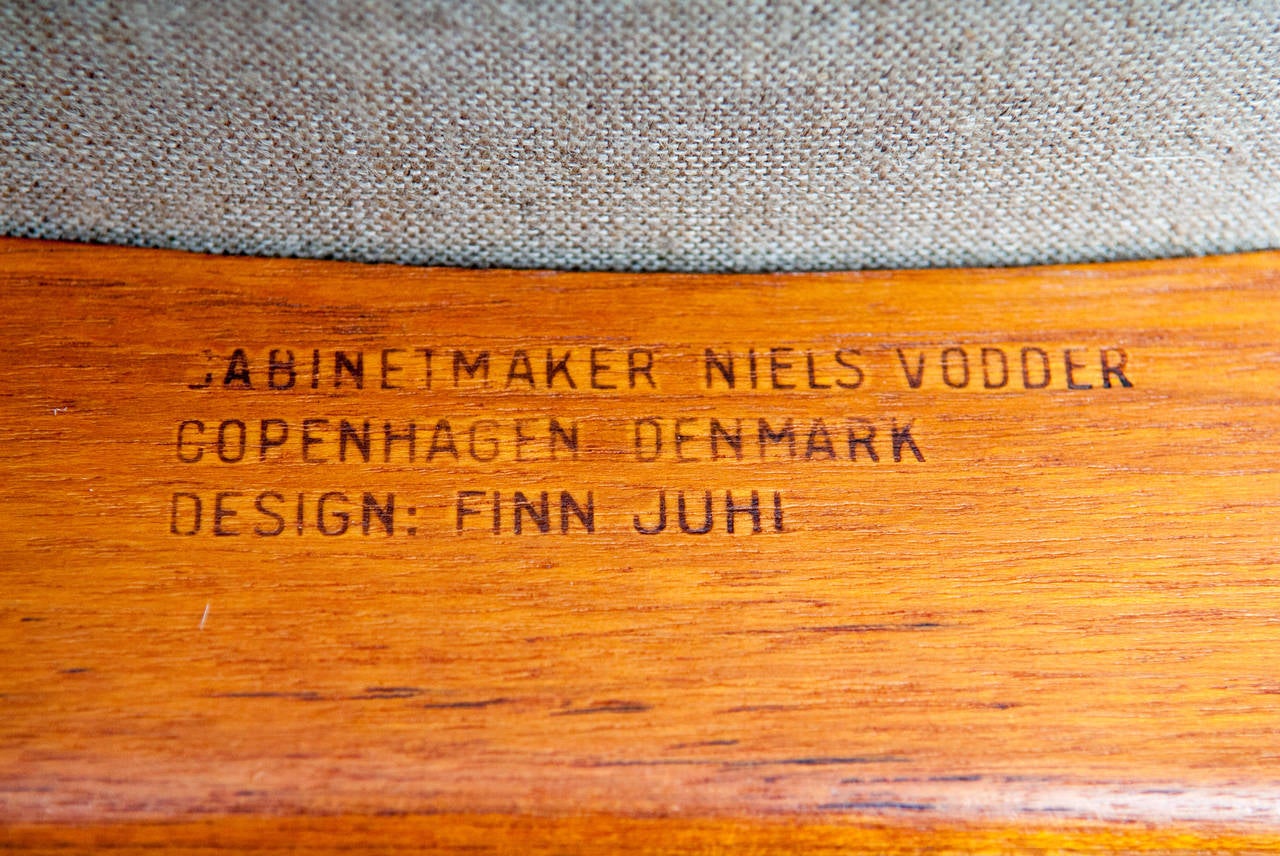 CABINETMAKER NIELS VODDER
COPENHAGEN DENMARK
DESIGN: FINN JUHL